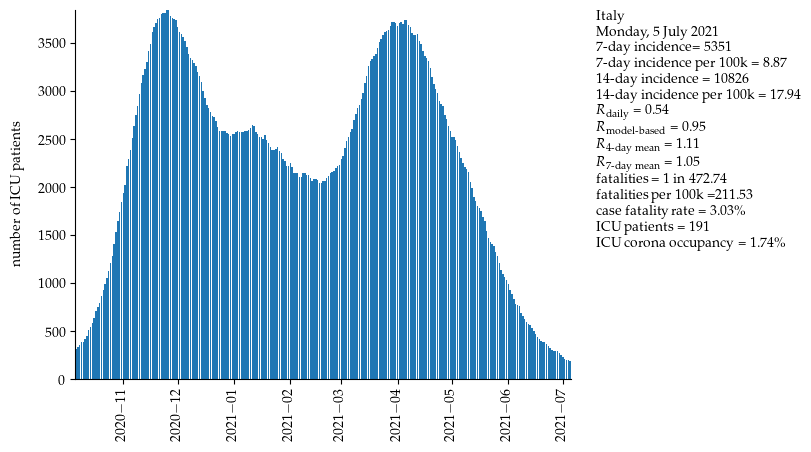 Italy
Monday, 5 July 2021
7-day incidence= 5351
7-day incidence per 100k = 8.87
14-day incidence = 10826
14-day incidence per 100k = 17.94
R daily = 0.54
R model-based = 0.95
R 4-day mean = 1.11
R 7-day mean = 1.05
fatalities = 1 in 472.74
fatalities per 100k =211.53
case fatality rate = 3.03%
ICU patients = 191
ICU corona occupancy = 1.74%
number of ICU patients
3500
3000
2500
2000
1500
1000
500
0
2020−11
2020−12
2021−01
2021−02
2021−03
2021−04
2021−05
2021−06
2021−07